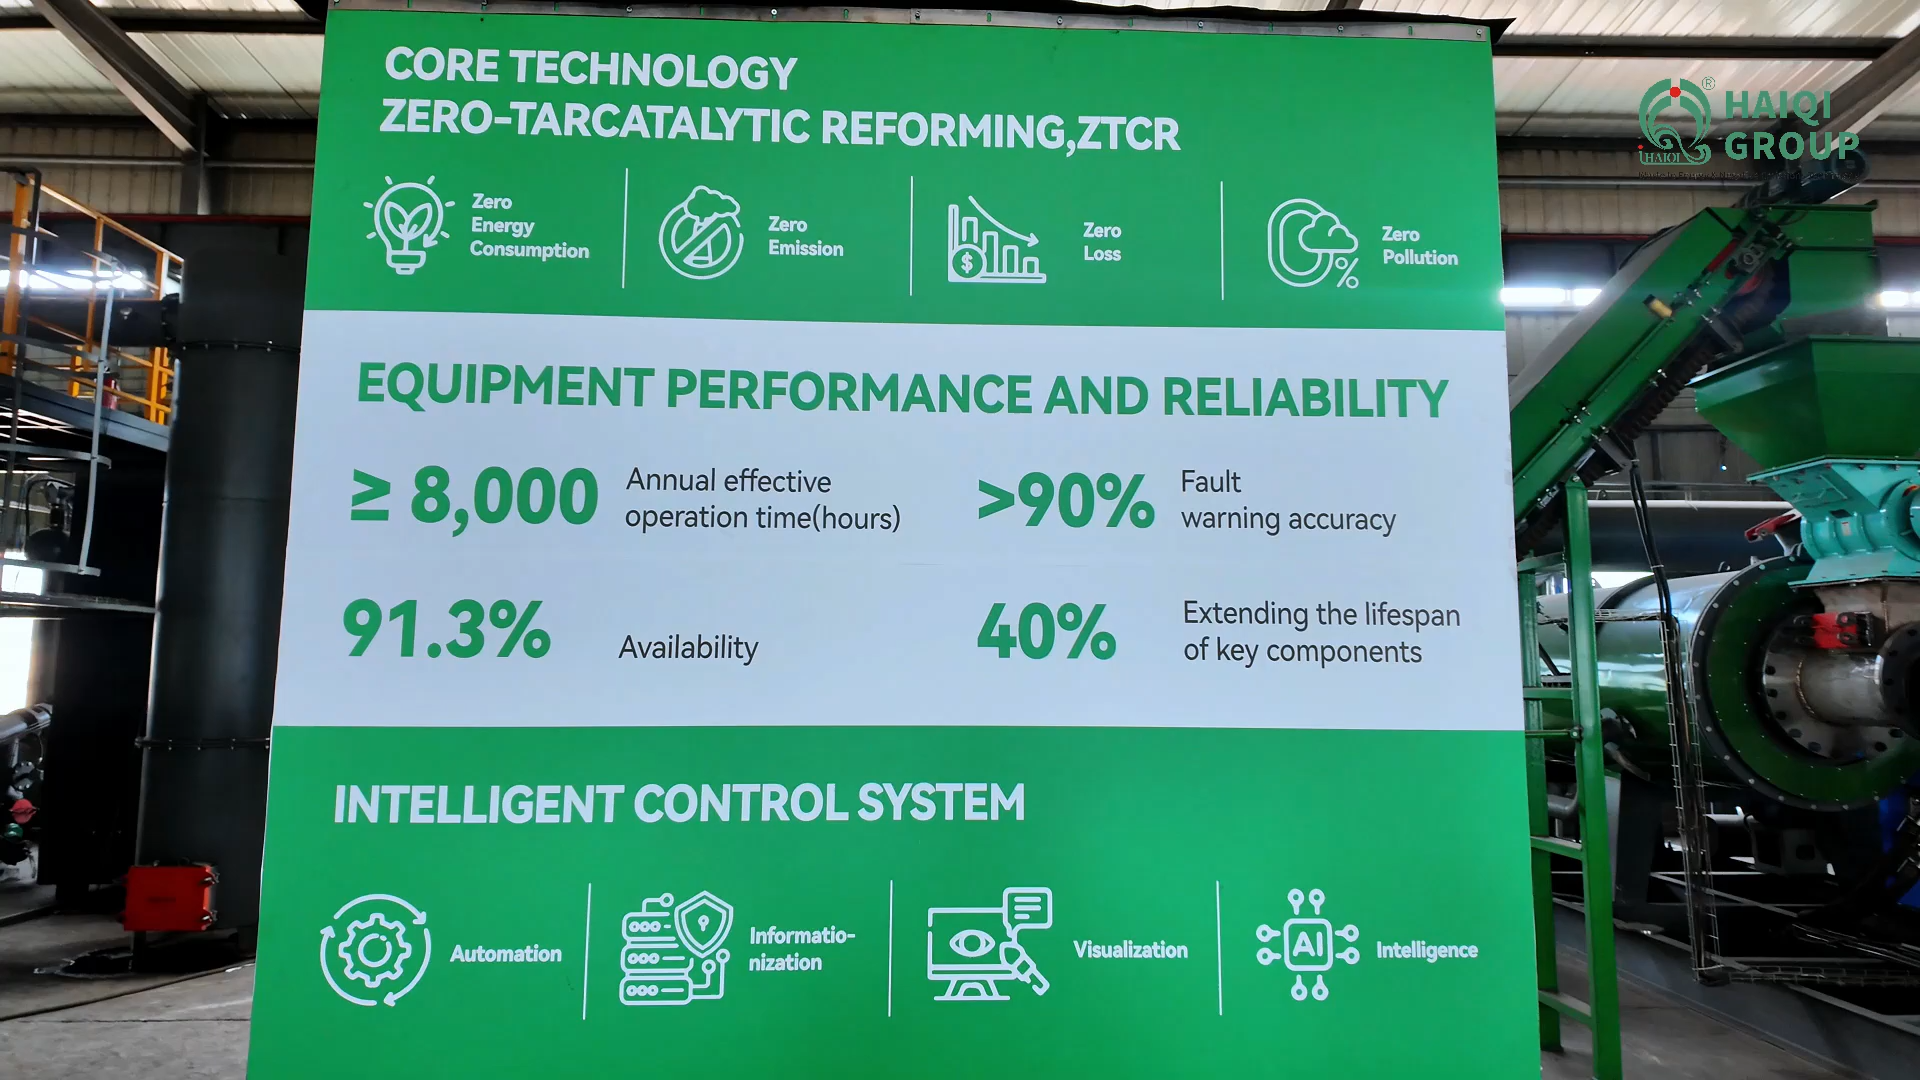 CORE TECHNOLOGY
ZERO-TARCATALYTIC REFORMING,ZTCR
Zero
Energy
Consumption
Zero
Emission
Zero
Loss
Zero
Pollution
EQUIPMENT PERFORMANCE AND RELIABILITY
≥ 8,000
Annual effective
operation time(hours)
>90%
Fault
warning accuracy
91.3%
Availability
40%
Extending the lifespan
of key components
INTELLIGENT CONTROL SYSTEM
Automation
Informatio-
nization
Visualization
AI
Intelligence
HAIQI
GROUP
HAIQI
®